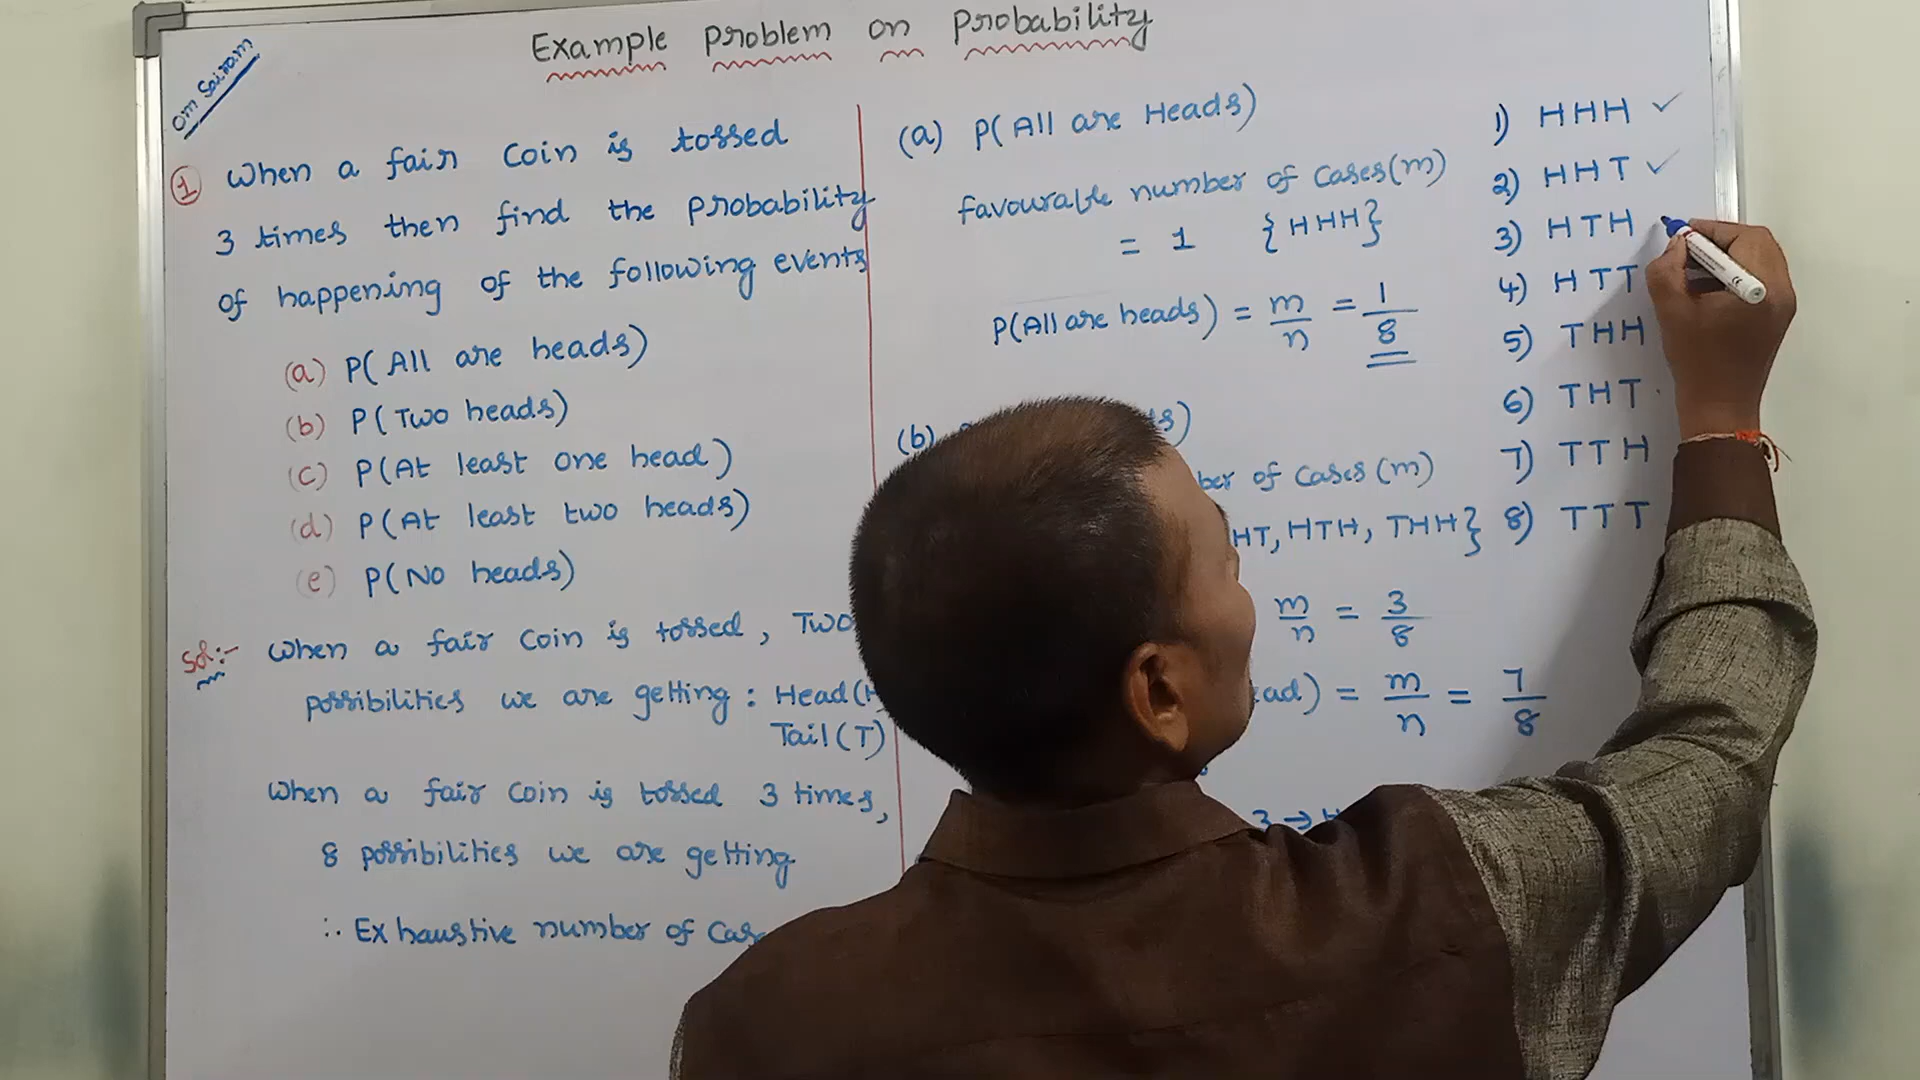 Example Problem on Probability
Om Sairam
1 When a fair Coin is tossed
3 times then find the probability
of happening of the following events
(a) P(All are heads)
(b) P(Two heads)
(c) P(At least one head)
(d) P(At least two heads)
(e) P(No heads)
Sol:- When a fair Coin is tossed, Two
possibilities we are getting: Head(H
Tail(T)
When a fair Coin is tossed 3 times,
8 possibilities we are getting
∴ Exhaustive number of Cas
(a) P(All are Heads)
favourable number of Cases(m)
= 1 {HHH}
P(All are heads) = m/n = 1/8
(b)
of Cases(m)
HT, HTH, THH}
m/n = 3/8
ad) = m/n = 7/8
3 → H
1) HHH ✓
2) HHT ✓
3) HTH
4) HTT
5) THH
6) THT
7) TTH
8) TTT